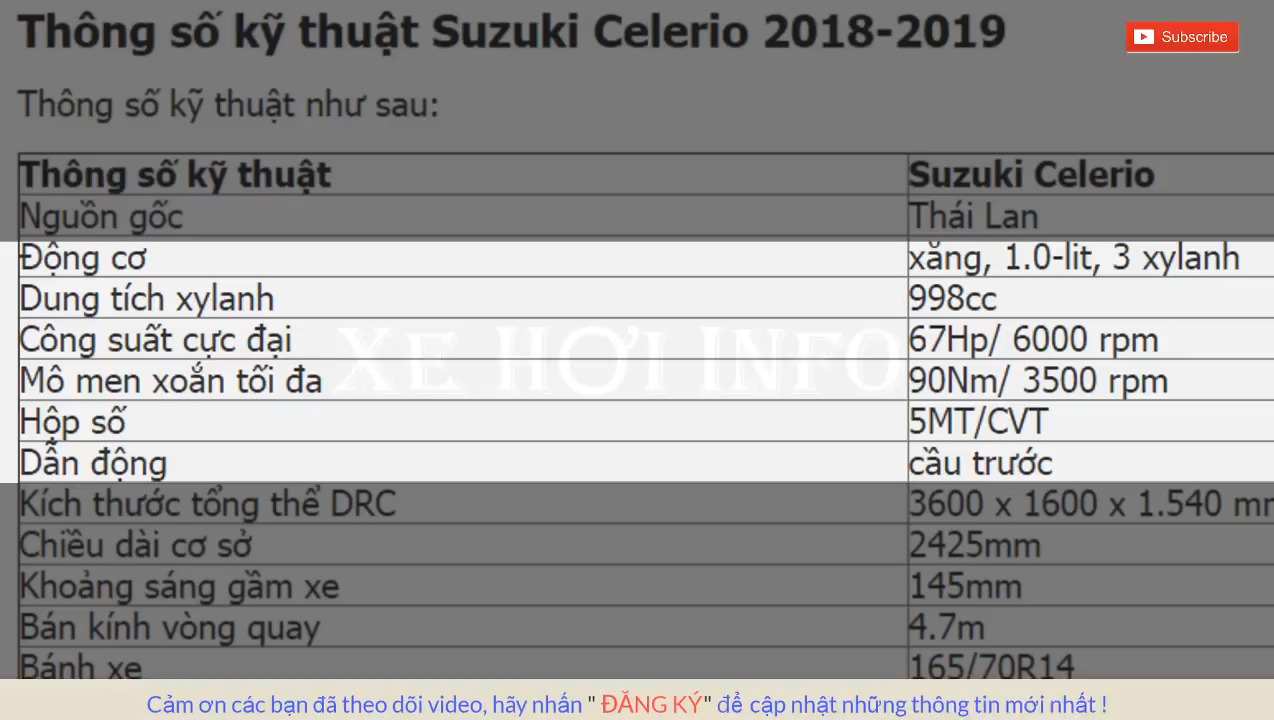 Thông số kỹ thuật Suzuki Celerio 2018-2019
Subscribe
Thông số kỹ thuật như sau:
Thông số kỹ thuật Suzuki Celerio
Nguồn gốc Thái Lan
Động cơ xăng, 1.0-lit, 3 xylanh
Dung tích xylanh 998cc
Công suất cực đại 67Hp/ 6000 rpm
XE HƠI INFO
Mô men xoắn tối đa 90Nm/ 3500 rpm
Hộp số 5MT/CVT
Dẫn động cầu trước
Kích thước tổng thể DRC 3600 x 1600 x 1.540
Chiều dài cơ sở 2425mm
Khoảng sáng gầm xe 145mm
Bán kính vòng quay 4.7m
Bánh xe 165/70R14
Cảm ơn các bạn đã theo dõi video, hãy nhấn " ĐĂNG KÝ" để cập nhật những thông tin mới nhất !